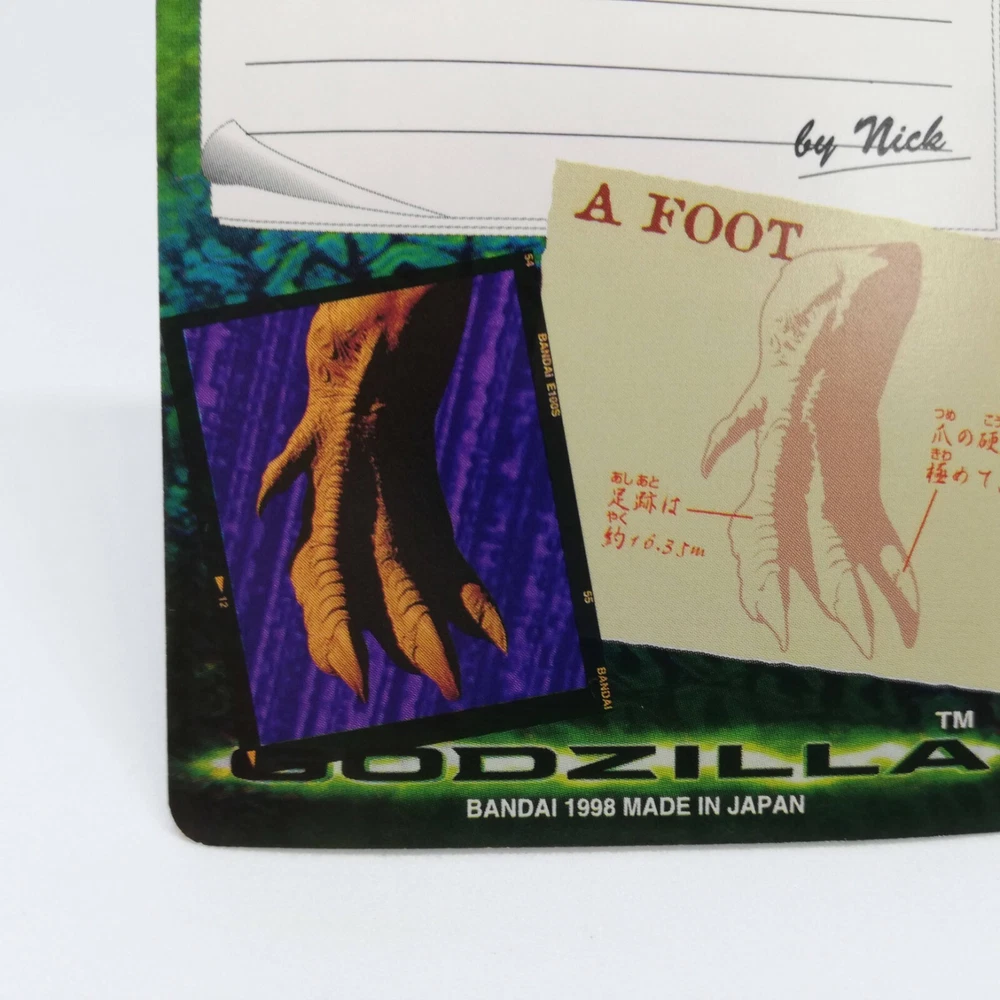 by Nick
A FOOT
54
BANDAI E100S
つめ
爪の硬
きわ
極めて
あしあと
足跡は
やく
約16.35m
55
12
BANDAI
GODZILLA TM
BANDAI 1998 MADE IN JAPAN